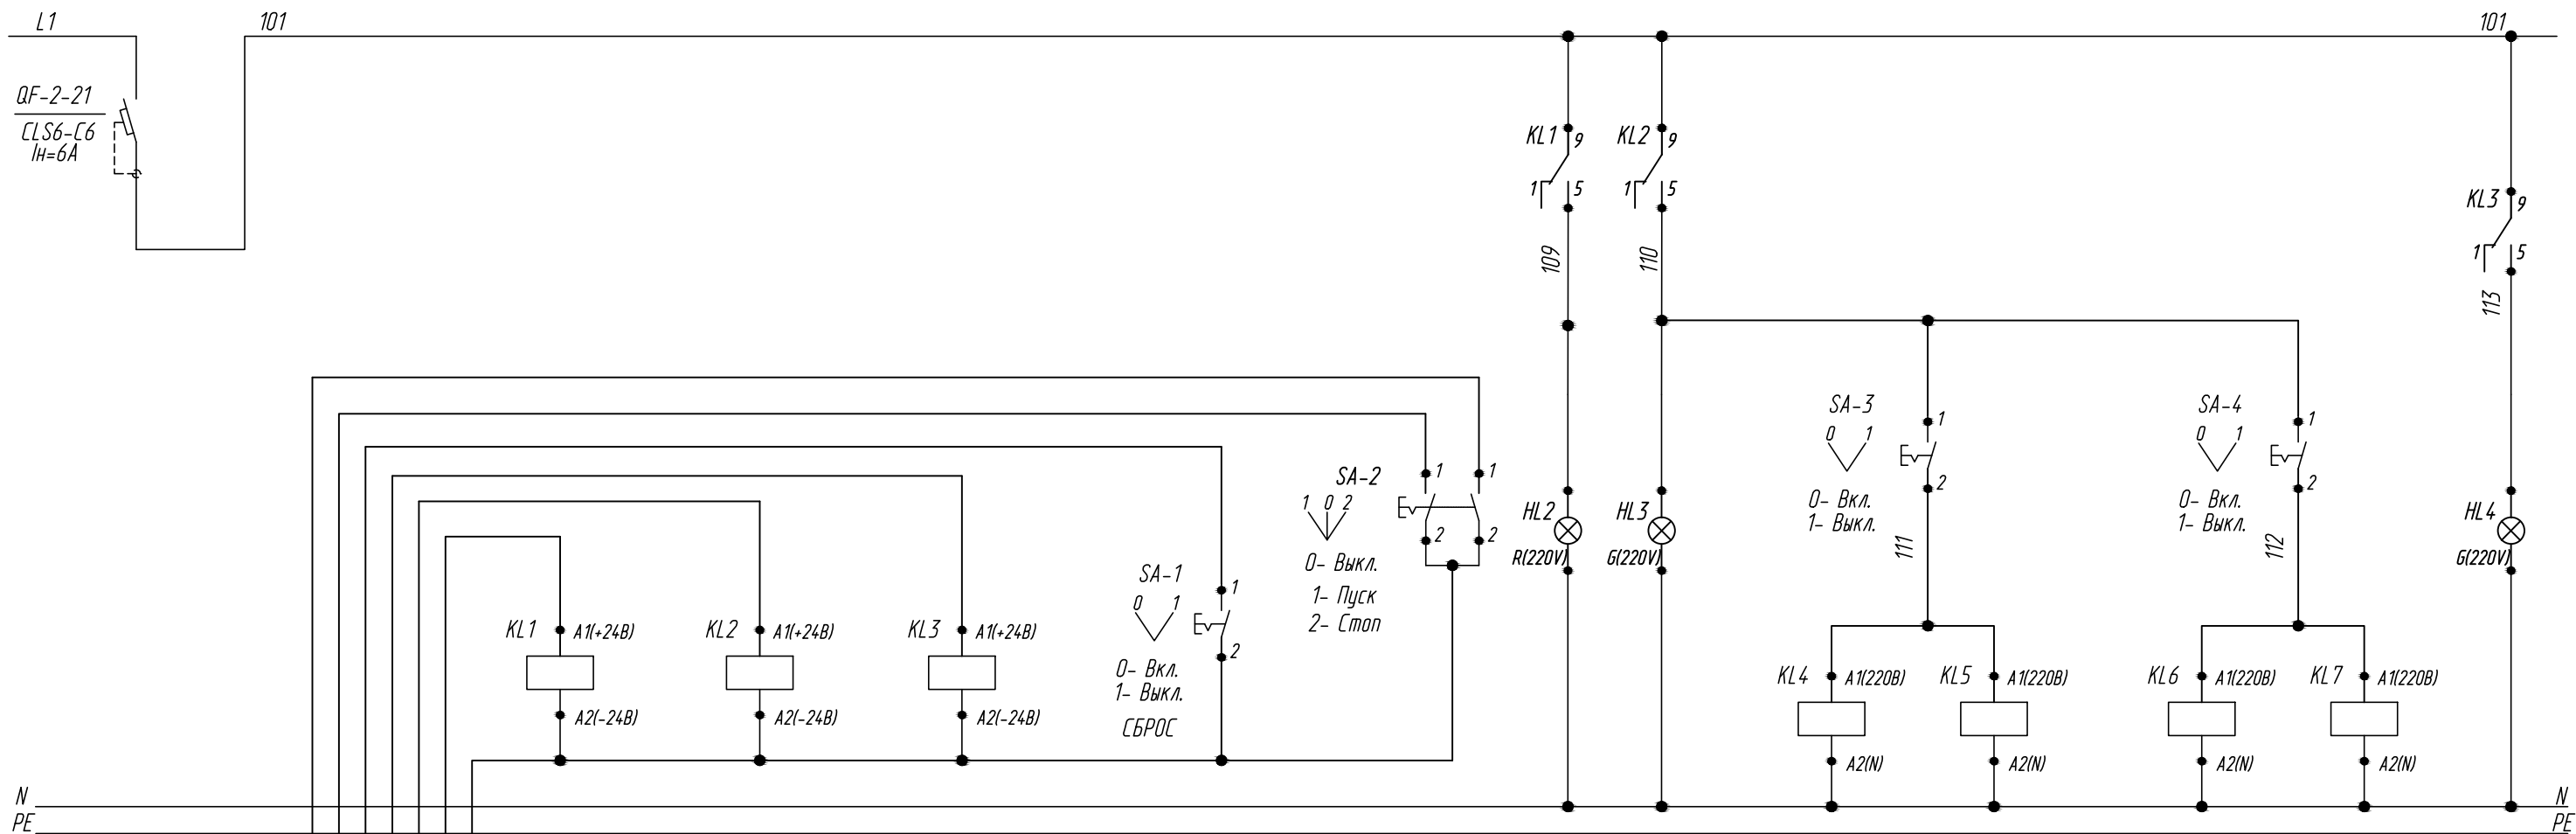 L1
101
101
QF-2-21
CLS6-C6
Iн=6А
KL1
9
1
5
KL2
9
1
5
KL3
9
1
5
109
110
113
SA-3
0 1
1
2
0- Вкл.
1- Выкл.
111
SA-4
0 1
1
2
0- Вкл.
1- Выкл.
112
SA-2
1 0 2
1
1
2
2
0- Выкл.
1- Пуск
2- Стоп
HL2
R(220V)
HL3
G(220V)
HL4
G(220V)
SA-1
0 1
1
2
0- Вкл.
1- Выкл.
СБРОС
KL1
A1(+24В)
A2(-24В)
KL2
A1(+24В)
A2(-24В)
KL3
A1(+24В)
A2(-24В)
KL4
A1(220В)
A2(N)
KL5
A1(220В)
A2(N)
KL6
A1(220В)
A2(N)
KL7
A1(220В)
A2(N)
N
N
PE
PE